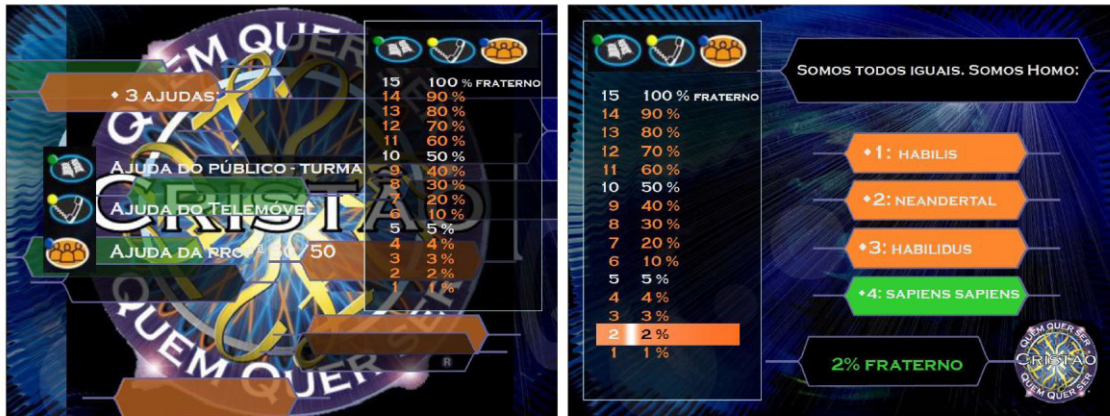 QUEM QUER SER
CRISTÃO
QUEM QUER SER
• 3 AJUDAS:
AJUDA DO PÚBLICO - TURMA
AJUDA DO TELEMÓVEL
AJUDA DA PROF - 50/50
15 100 % FRATERNO
14 90 %
13 80 %
12 70 %
11 60 %
10 50 %
9 40 %
8 30 %
7 20 %
6 10 %
5 5 %
4 4 %
3 3 %
2 2 %
1 1 %
®
15 100 % FRATERNO
14 90 %
13 80 %
12 70 %
11 60 %
10 50 %
9 40 %
8 30 %
7 20 %
6 10 %
5 5 %
4 4 %
3 3 %
2 2 %
1 1 %
SOMOS TODOS IGUAIS. SOMOS HOMO:
•1: HABILIS
•2: NEANDERTAL
•3: HABILIDUS
•4: SAPIENS SAPIENS
2% FRATERNO
QUEM QUER SER
CRISTÃO
QUEM QUER SER